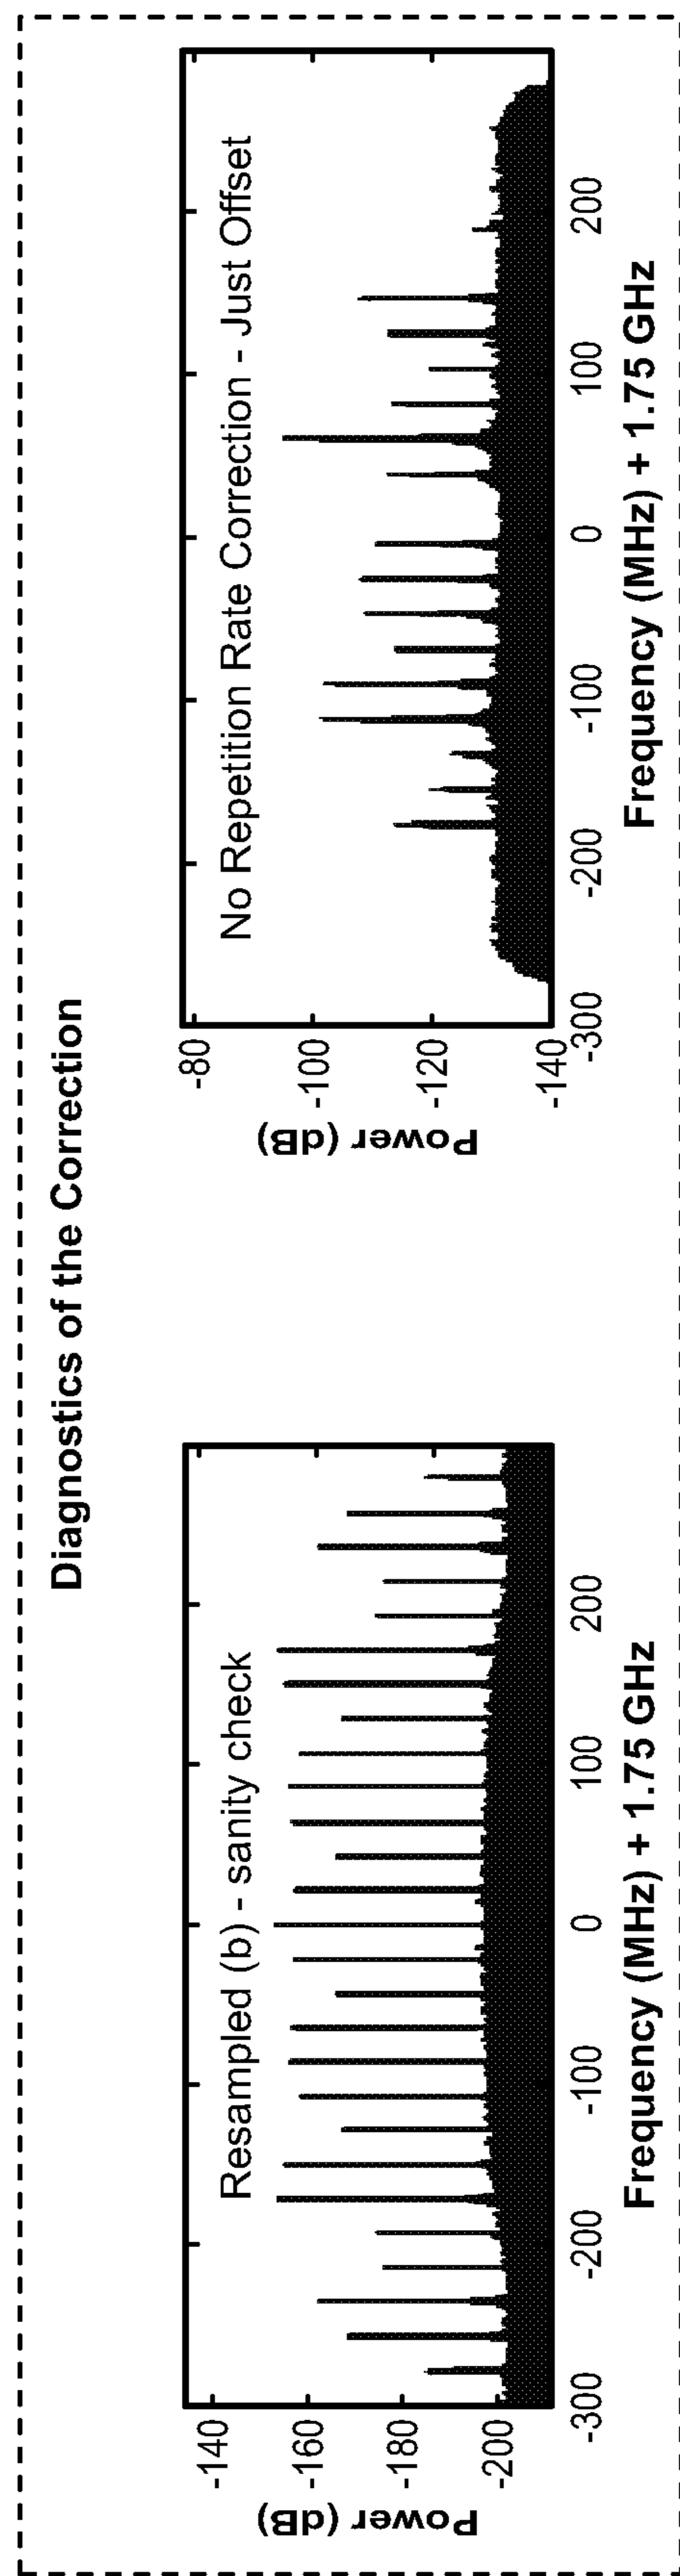 Diagnostics of the Correction
Resampled (b) - sanity check
Power (dB)
-140
-160
-180
-200
-300
-200
-100
0
100
200
Frequency (MHz) + 1.75 GHz
No Repetition Rate Correction - Just Offset
Power (dB)
-80
-100
-120
-140
-300
-200
-100
0
100
200
Frequency (MHz) + 1.75 GHz